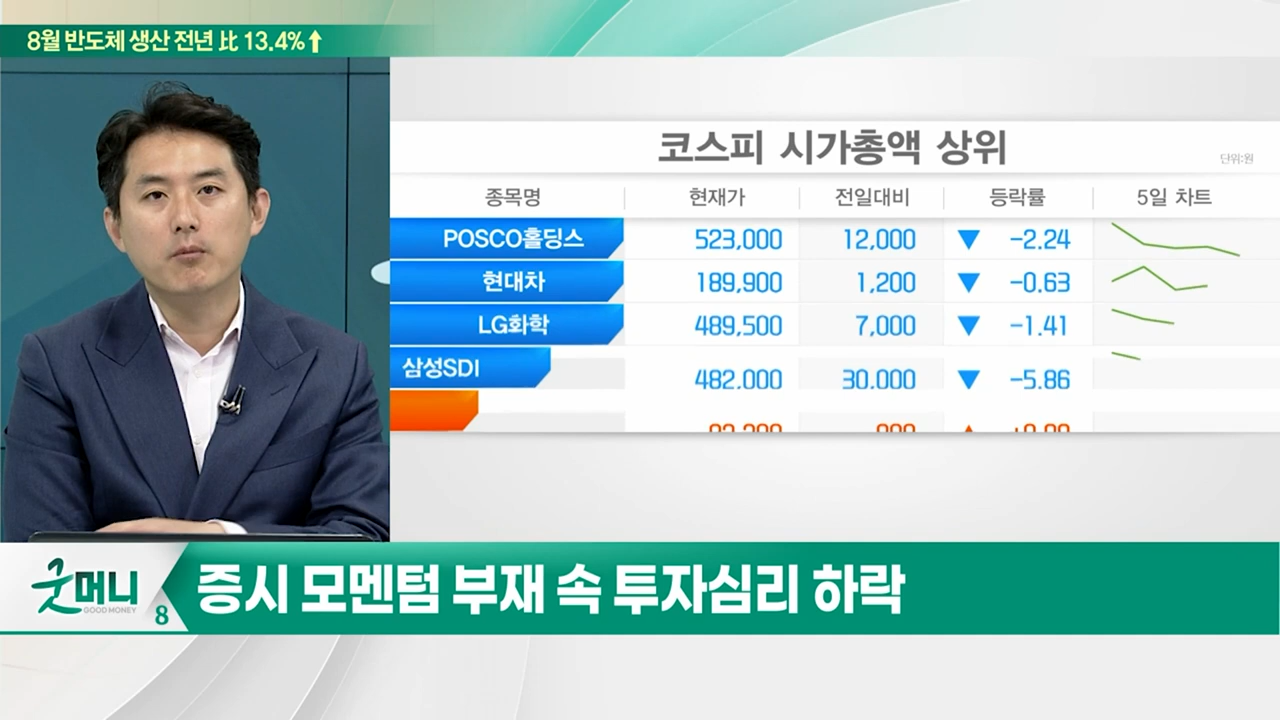 8월 반도체 생산 전년 比 13.4%⬆
코스피 시가총액 상위
단위:원
종목명 현재가 전일대비 등락률 5일 차트
POSCO홀딩스 523,000 12,000 ▼ -2.24
현대차 189,900 1,200 ▼ -0.63
LG화학 489,500 7,000 ▼ -1.41
삼성SDI 482,000 30,000 ▼ -5.86
굿머니
GOOD MONEY
8
증시 모멘텀 부재 속 투자심리 하락